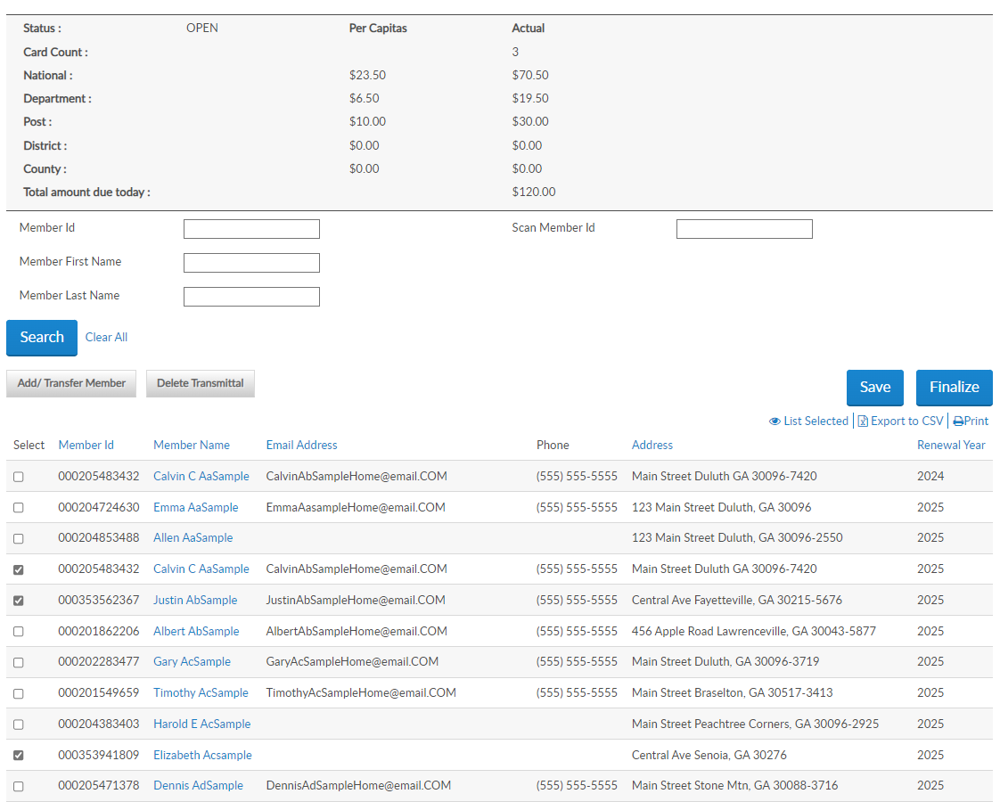 Status : OPEN Per Capitas Actual
Card Count : 3
National : $23.50 $70.50
Department : $6.50 $19.50
Post : $10.00 $30.00
District : $0.00 $0.00
County : $0.00 $0.00
Total amount due today : $120.00
Member Id Scan Member Id
Member First Name
Member Last Name
Search Clear All
Add/ Transfer Member Delete Transmittal Save Finalize
List Selected Export to CSV Print
Select Member Id Member Name Email Address Phone Address Renewal Year
000205483432 Calvin C AaSample CalvinAbSampleHome@email.COM (555) 555-5555 Main Street Duluth GA 30096-7420 2024
000204724630 Emma AaSample EmmaAasampleHome@email.COM (555) 555-5555 123 Main Street Duluth, GA 30096 2025
000204853488 Allen AaSample 123 Main Street Duluth, GA 30096-2550 2025
000205483432 Calvin C AaSample CalvinAbSampleHome@email.COM (555) 555-5555 Main Street Duluth GA 30096-7420 2025
000353562367 Justin AbSample JustinAbSampleHome@email.COM (555) 555-5555 Central Ave Fayetteville, GA 30215-5676 2025
000201862206 Albert AbSample AlbertAbSampleHome@email.COM (555) 555-5555 456 Apple Road Lawrenceville, GA 30043-5877 2025
000202283477 Gary AcSample GaryAcSampleHome@email.COM (555) 555-5555 Main Street Duluth, GA 30096-3719 2025
000201549659 Timothy AcSample TimothyAcSampleHome@email.COM (555) 555-5555 Main Street Braselton, GA 30517-3413 2025
000204383403 Harold E AcSample Main Street Peachtree Corners, GA 30096-2925 2025
000353941809 Elizabeth Acsample Central Ave Senoia, GA 30276 2025
000205471378 Dennis AdSample DennisAdSampleHome@email.COM (555) 555-5555 Main Street Stone Mtn, GA 30088-3716 2025